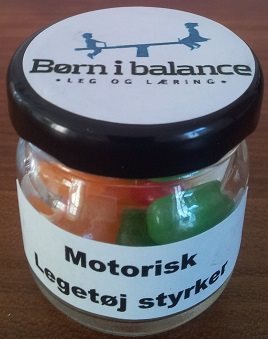 Børn i balance
• LEG OG LÆRING •
Motorisk
Legetøj styrker